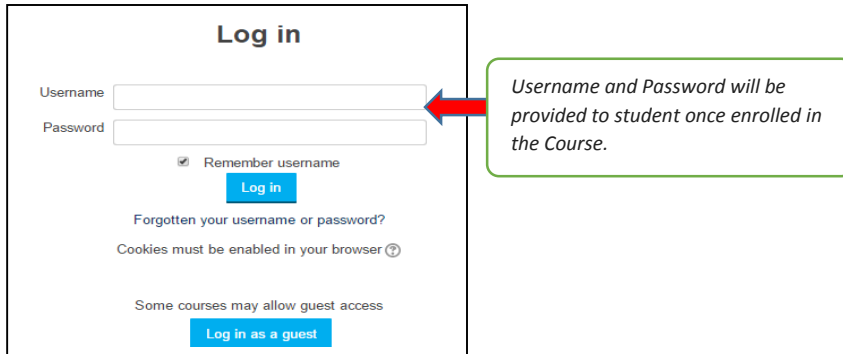 Log in
Username
Password
Remember username
Log in
Forgotten your username or password?
Cookies must be enabled in your browser ?
Some courses may allow guest access
Log in as a guest
Username and Password will be
provided to student once enrolled in
the Course.